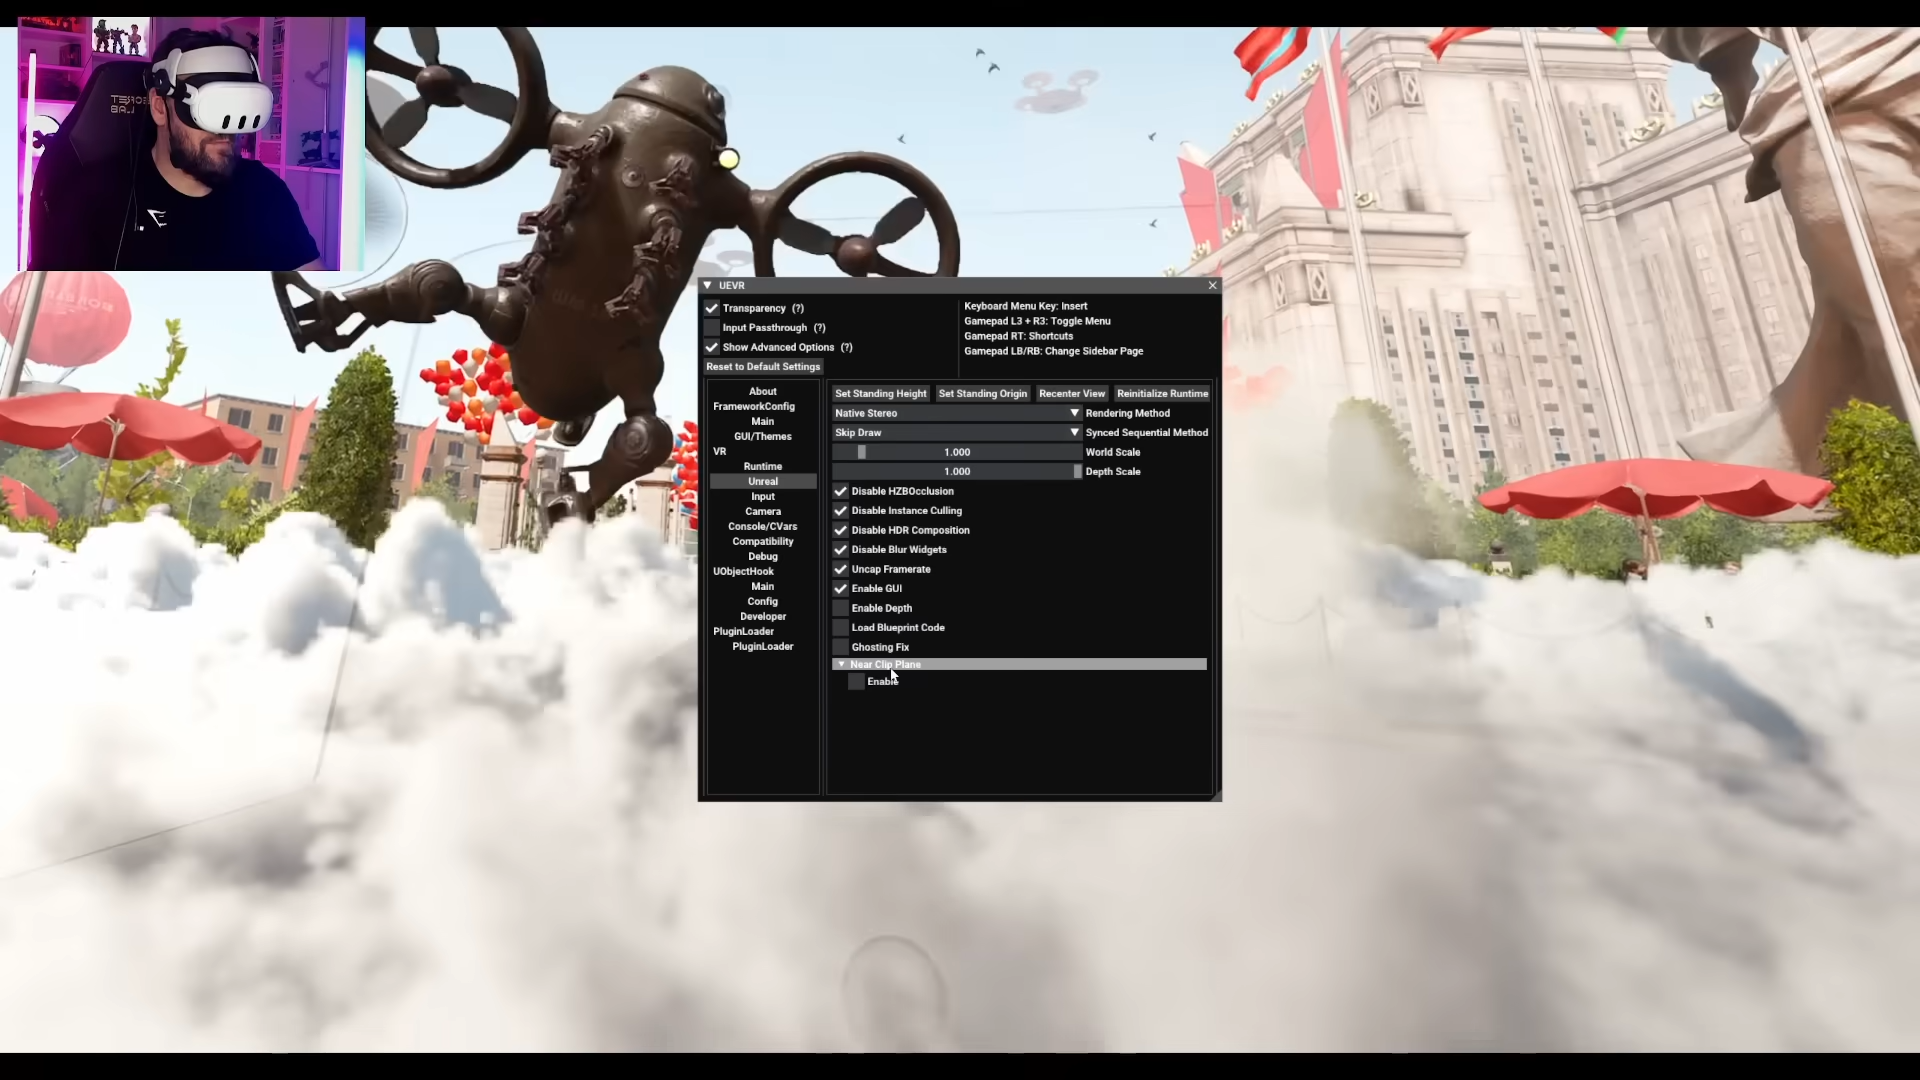 SECRET
LAB
UEVR
Transparency (?)
Input Passthrough (?)
Show Advanced Options (?)
Reset to Default Settings
Keyboard Menu Key: Insert
Gamepad L3 + R3: Toggle Menu
Gamepad RT: Shortcuts
Gamepad LB/RB: Change Sidebar Page
About
FrameworkConfig
Main
GUI/Themes
VR
Runtime
Unreal
Input
Camera
Console/CVars
Compatibility
Debug
UObjectHook
Main
Config
Developer
PluginLoader
PluginLoader
Set Standing Height Set Standing Origin Recenter View Reinitialize Runtime
Native Stereo Rendering Method
Skip Draw Synced Sequential Method
1.000 World Scale
1.000 Depth Scale
Disable HZBOcclusion
Disable Instance Culling
Disable HDR Composition
Disable Blur Widgets
Uncap Framerate
Enable GUI
Enable Depth
Load Blueprint Code
Ghosting Fix
Near Clip Plane
Enable